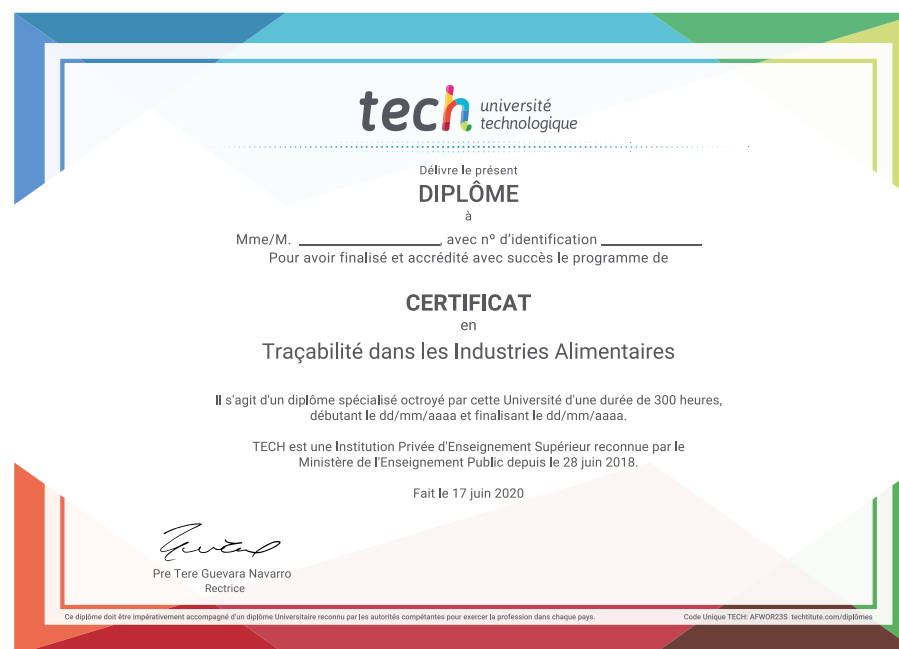 tech université
technologique
Délivre le présent
DIPLÔME
à
Mme/M. ____________________, avec nº d'identification ______________
Pour avoir finalisé et accrédité avec succès le programme de
CERTIFICAT
en
Traçabilité dans les Industries Alimentaires
Il s'agit d'un diplôme spécialisé octroyé par cette Université d'une durée de 300 heures,
débutant le dd/mm/aaaa et finalisant le dd/mm/aaaa.
TECH est une Institution Privée d'Enseignement Supérieur reconnue par le
Ministère de l'Enseignement Public depuis le 28 juin 2018.
Fait le 17 juin 2020
Pre Tere Guevara Navarro
Rectrice
Ce diplôme doit être impérativement accompagné d'un diplôme Universitaire reconnu par les autorités compétantes pour exercer la profession dans chaque pays.
Code Unique TECH: AFWOR23S techtitute.com/diplômes